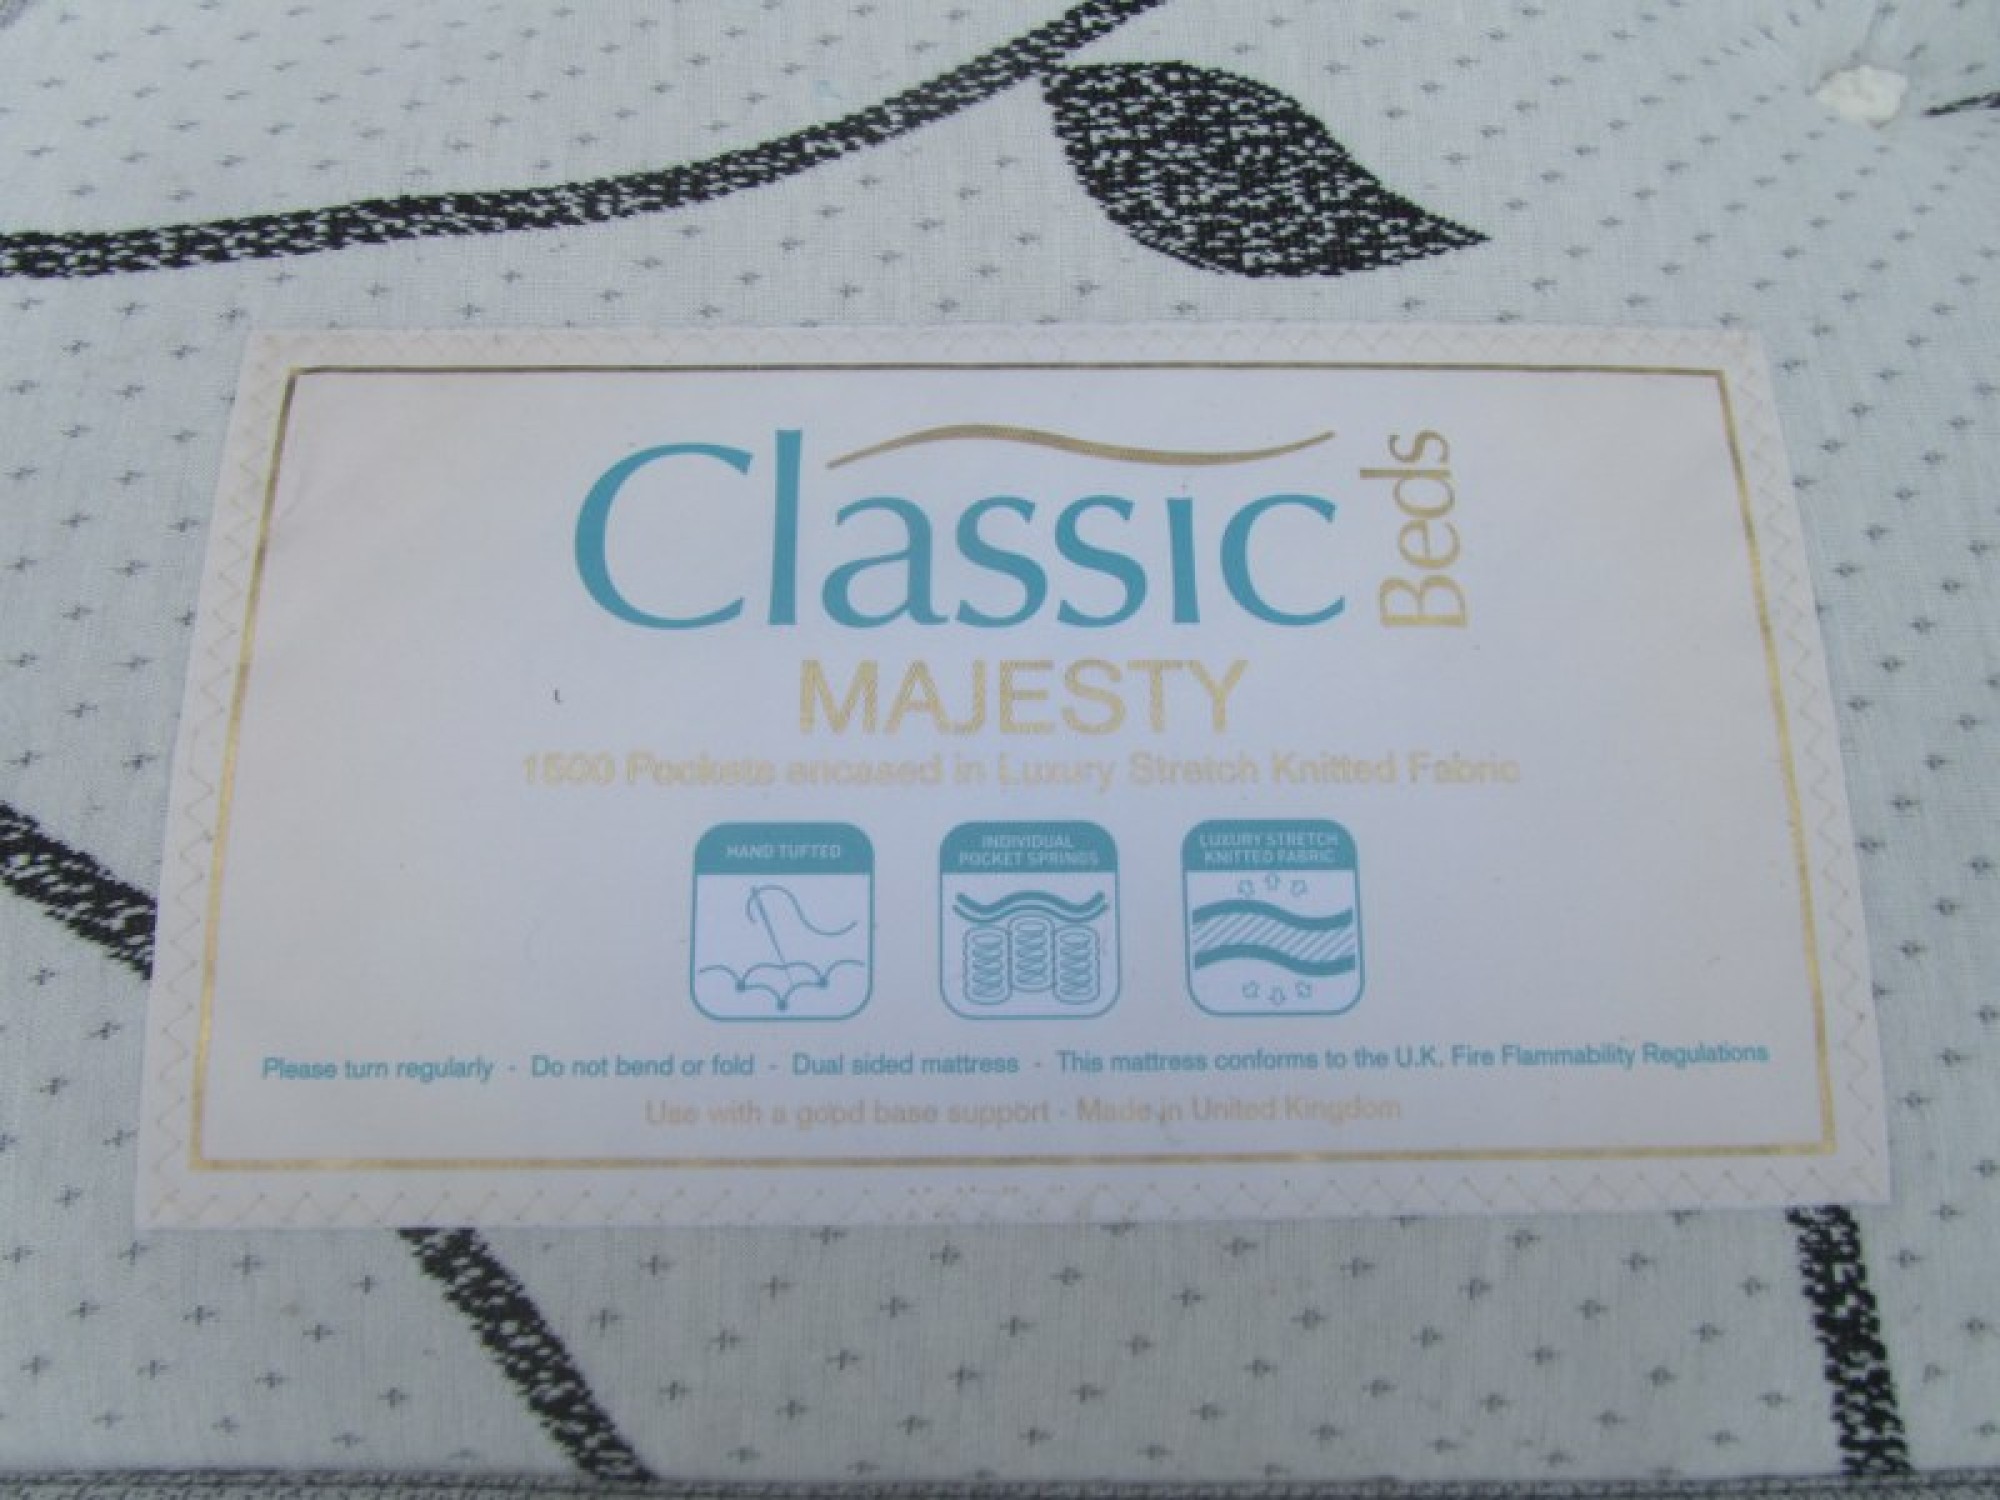 Classic Beds
MAJESTY
1500 Pockets encased in Luxury Stretch Knitted Fabric
HAND TUFTED
INDIVIDUAL
POCKET SPRINGS
LUXURY STRETCH
KNITTED FABRIC
Please turn regularly - Do not bend or fold - Dual sided mattress - This mattress conforms to the U.K. Fire Flammability Regulations
Use with a good base support - Made in United Kingdom